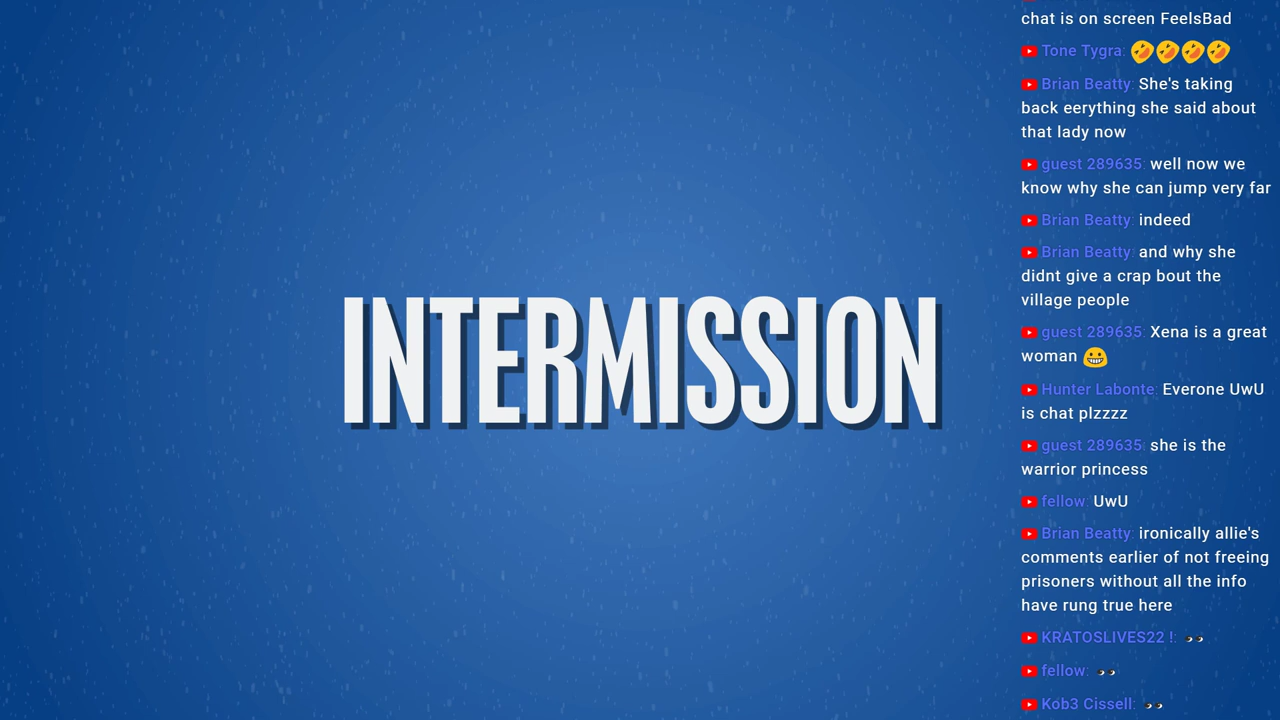 INTERMISSION
chat is on screen FeelsBad
Tone Tygra: 🤣🤣🤣🤣
Brian Beatty: She's taking
back eerything she said about
that lady now
guest 289635: well now we
know why she can jump very far
Brian Beatty: indeed
Brian Beatty: and why she
didnt give a crap bout the
village people
guest 289635: Xena is a great
woman 😀
Hunter Labonte: Everone UwU
is chat plzzzz
guest 289635: she is the
warrior princess
fellow: UwU
Brian Beatty: ironically allie's
comments earlier of not freeing
prisoners without all the info
have rung true here
KRATOSLIVES22 !: 👀
fellow: 👀
Kob3 Cissell: 👀